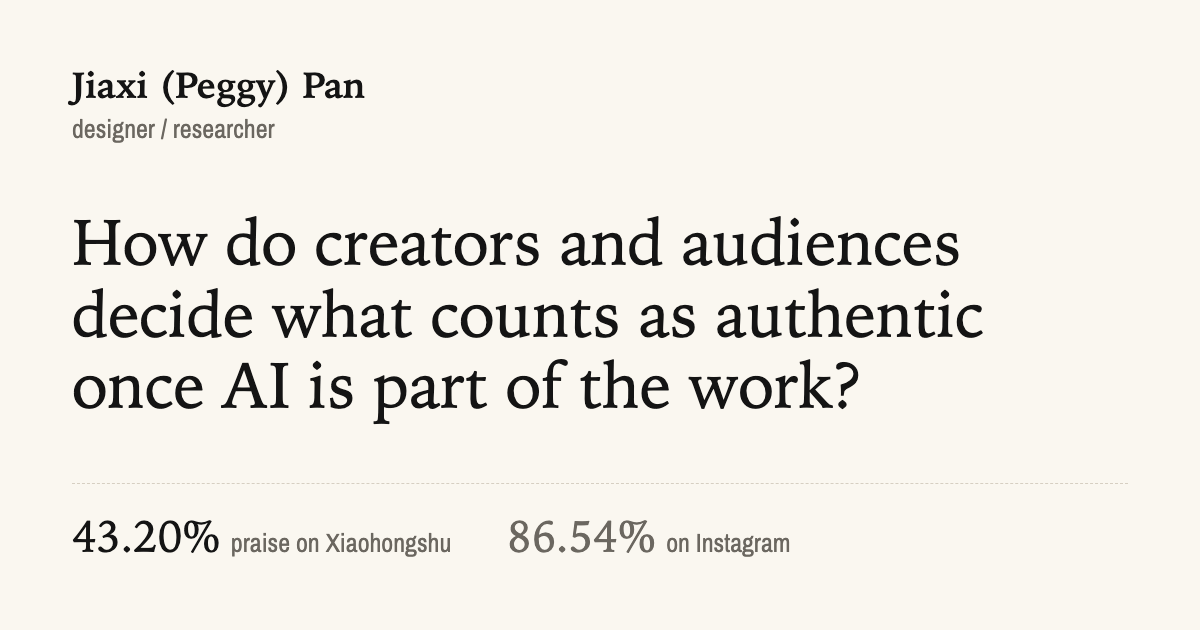 Jiaxi (Peggy) Pan
designer / researcher
How do creators and audiences
decide what counts as authentic
once AI is part of the work?
43.20% praise on Xiaohongshu 86.54% on Instagram